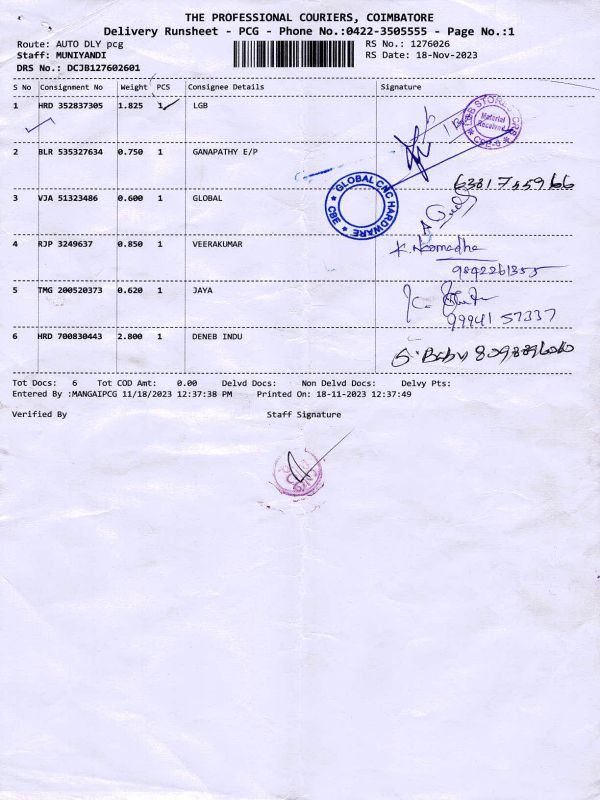 THE PROFESSIONAL COURIERS, COIMBATORE
Delivery Runsheet - PCG - Phone No.:0422-3505555 - Page No.:1
Route: AUTO DLY pcg
RS No.: 1276026
Staff: MUNIYANDI
RS Date: 18-Nov-2023
DRS No.: DCJB127602601
S No Consignment No Weight PCS Consignee Details Signature
1 HRD 352837305 1.825 1 LGB
Material
Received
2 BLR 535327634 0.750 1 GANAPATHY E/P
3 VJA 51323486 0.600 1 GLOBAL
GLOBAL CNC HARDWARE
CBE
4 RJP 3249637 0.850 1 VEERAKUMAR
9842261355
5 TMG 200520373 0.620 1 JAYA
99941 57337
6 HRD 700830443 2.800 1 DENEB INDU
S. Babu
Tot Docs: 6 Tot COD Amt: 0.00 Delvd Docs: Non Delvd Docs: Delvy Pts:
Entered By :MANGAIPCG 11/18/2023 12:37:38 PM Printed On: 18-11-2023 12:37:49
Verified By Staff Signature